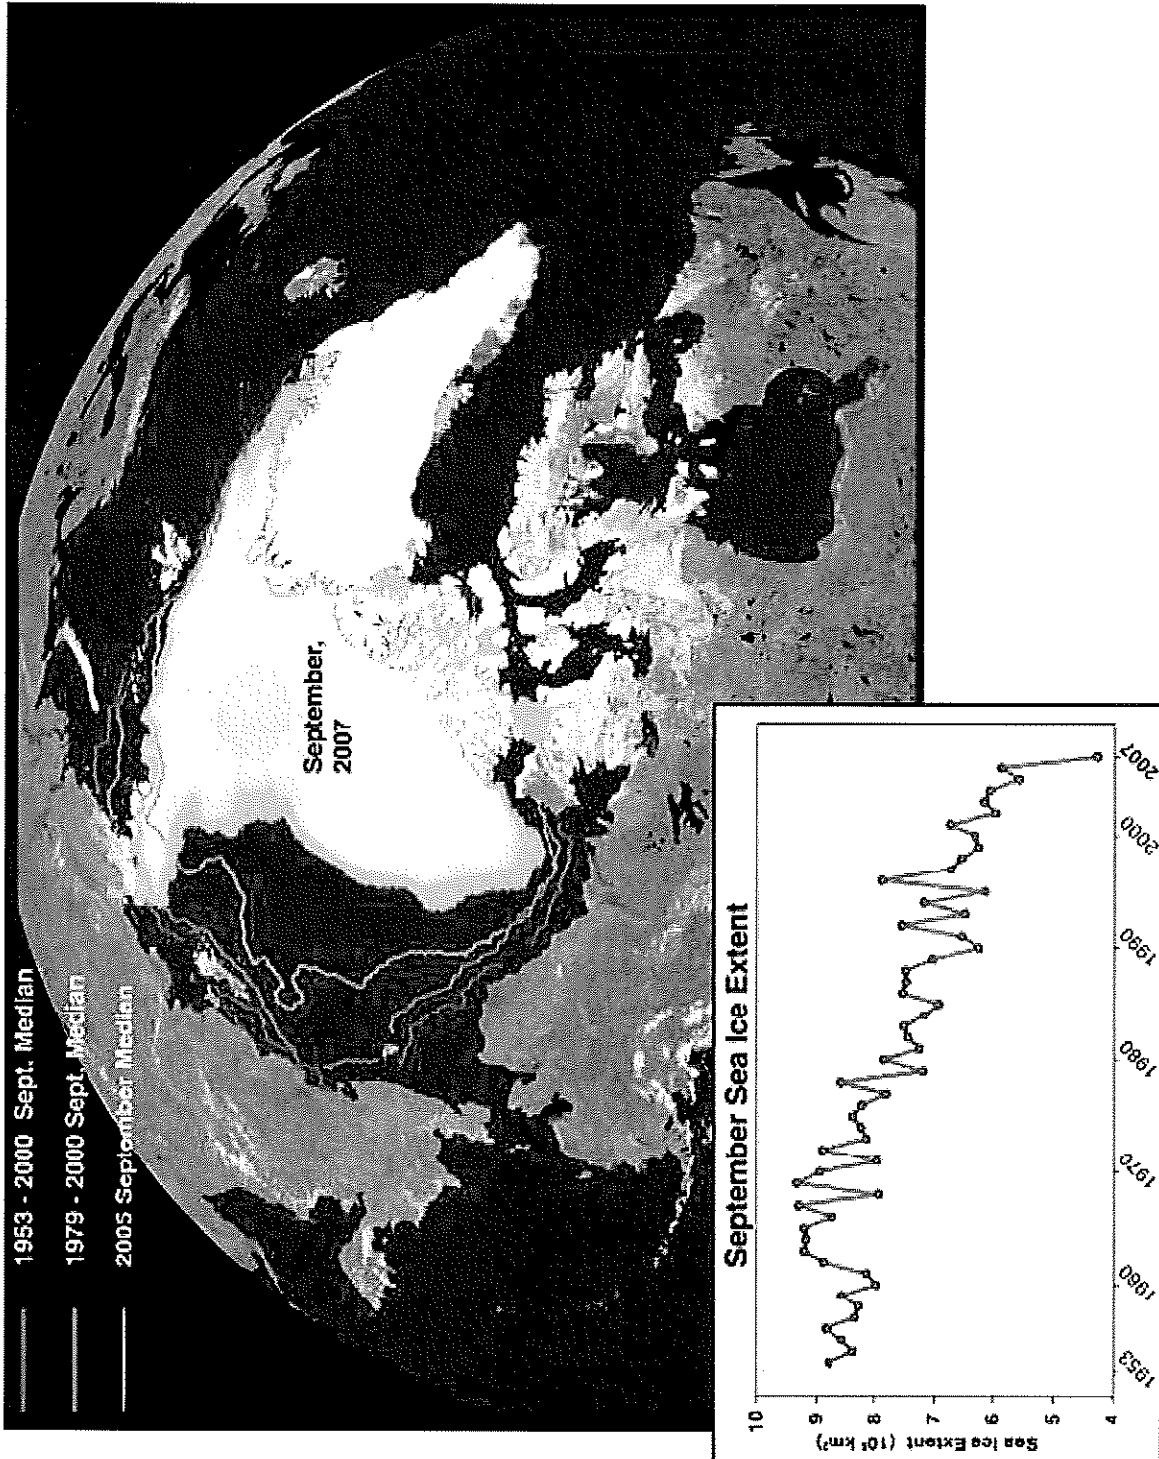 1953 - 2000 Sept. Median
1979 - 2000 Sept. Median
2005 September Median
September,
2007
September Sea Ice Extent
Sea Ice Extent (10⁶ km²)
10
9
8
7
6
5
4
1953
1960
1970
1980
1990
2000
2007